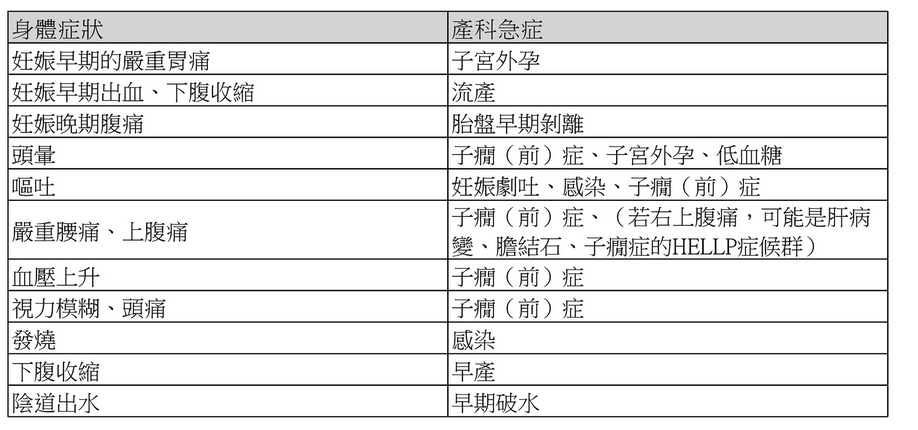 身體症狀 產科急症
妊娠早期的嚴重胃痛 子宮外孕
妊娠早期出血、下腹收縮 流產
妊娠晚期腹痛 胎盤早期剝離
頭暈 子癇（前）症、子宮外孕、低血糖
嘔吐 妊娠劇吐、感染、子癇（前）症
嚴重腰痛、上腹痛 子癇（前）症、（若右上腹痛，可能是肝病
變、膽結石、子癇症的HELLP症候群）
血壓上升 子癇（前）症
視力模糊、頭痛 子癇（前）症
發燒 感染
下腹收縮 早產
陰道出水 早期破水